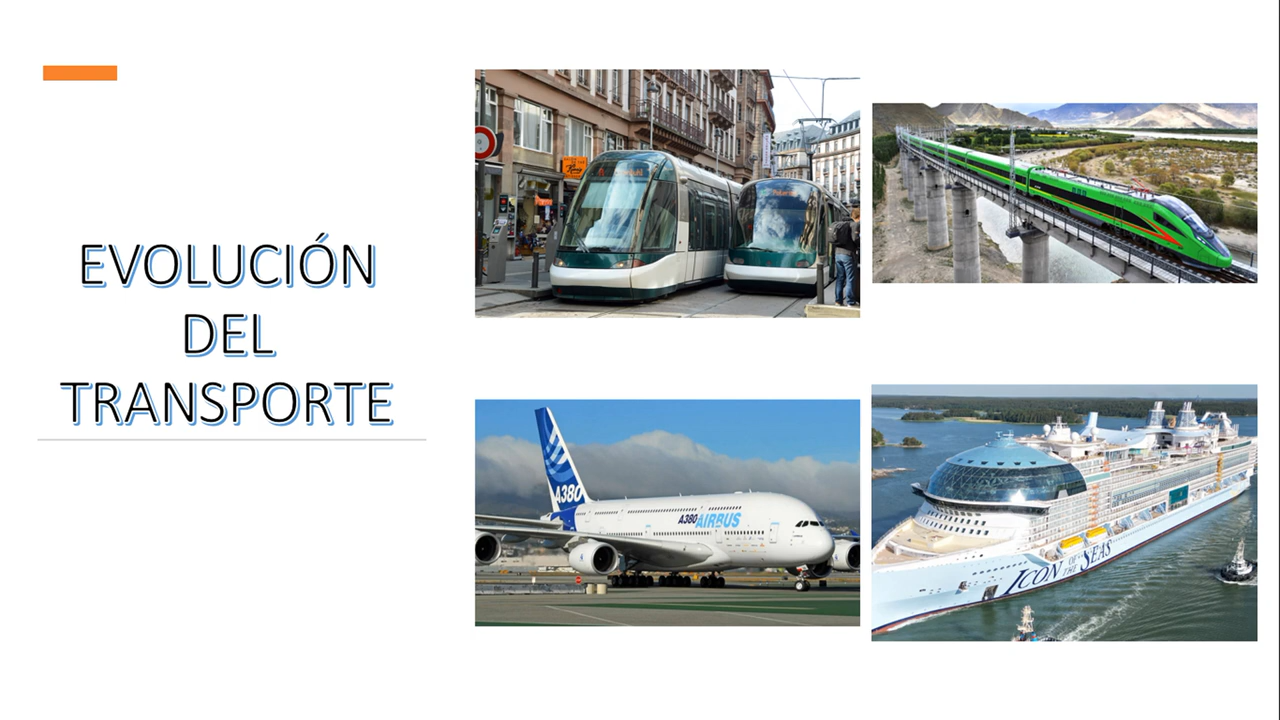 EVOLUCIÓN
DEL
TRANSPORTE
A380
A380 AIRBUS
ICON OF THE SEAS